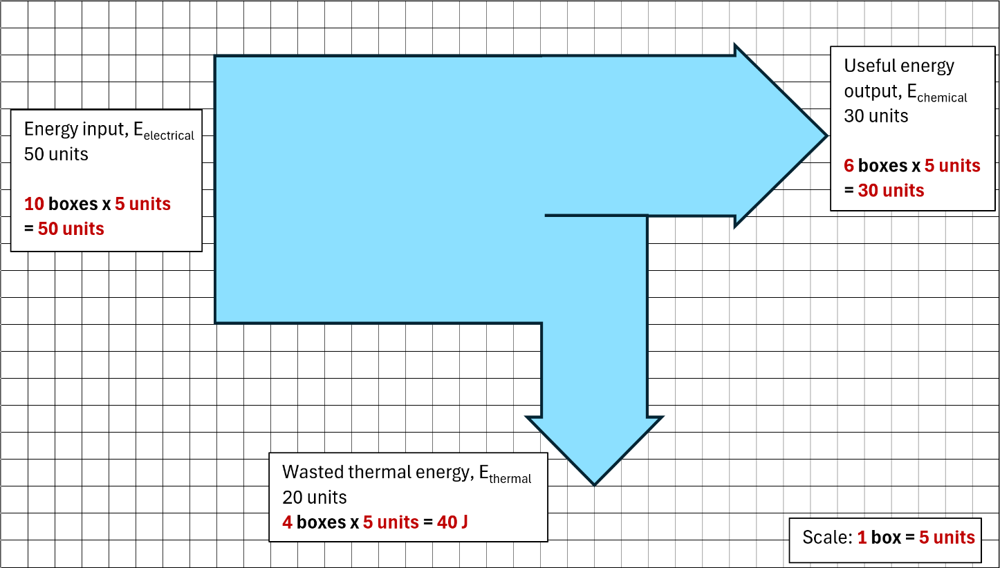 Energy input, Eelectrical
50 units
10 boxes x 5 units
= 50 units
Useful energy
output, Echemical
30 units
6 boxes x 5 units
= 30 units
Wasted thermal energy, Ethermal
20 units
4 boxes x 5 units = 40 J
Scale: 1 box = 5 units